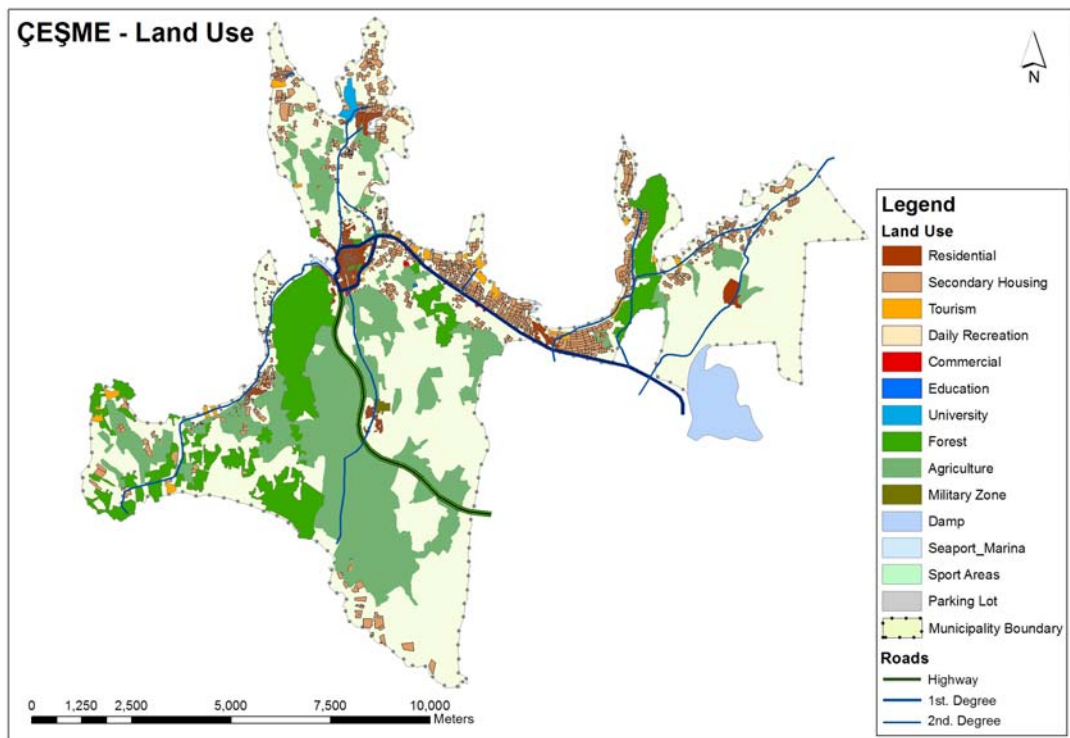 ÇEŞME - Land Use
N
Legend
Land Use
Residential
Secondary Housing
Tourism
Daily Recreation
Commercial
Education
University
Forest
Agriculture
Military Zone
Damp
Seaport_Marina
Sport Areas
Parking Lot
Municipality Boundary
Roads
Highway
1st. Degree
2nd. Degree
0 1,250 2,500 5,000 7,500 10,000
Meters